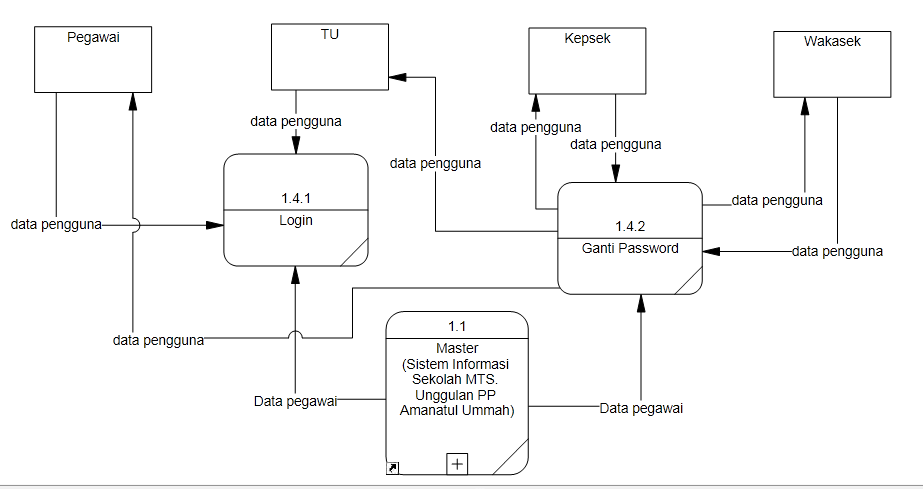 Pegawai
TU
Kepsek
Wakasek
data pengguna
data pengguna
data pengguna
data pengguna
1.4.1
Login
data pengguna
data pengguna
1.4.2
Ganti Password
data pengguna
data pengguna
1.1
Master
(Sistem Informasi
Sekolah MTS.
Unggulan PP
Amanatul Ummah)
Data pegawai
Data pegawai